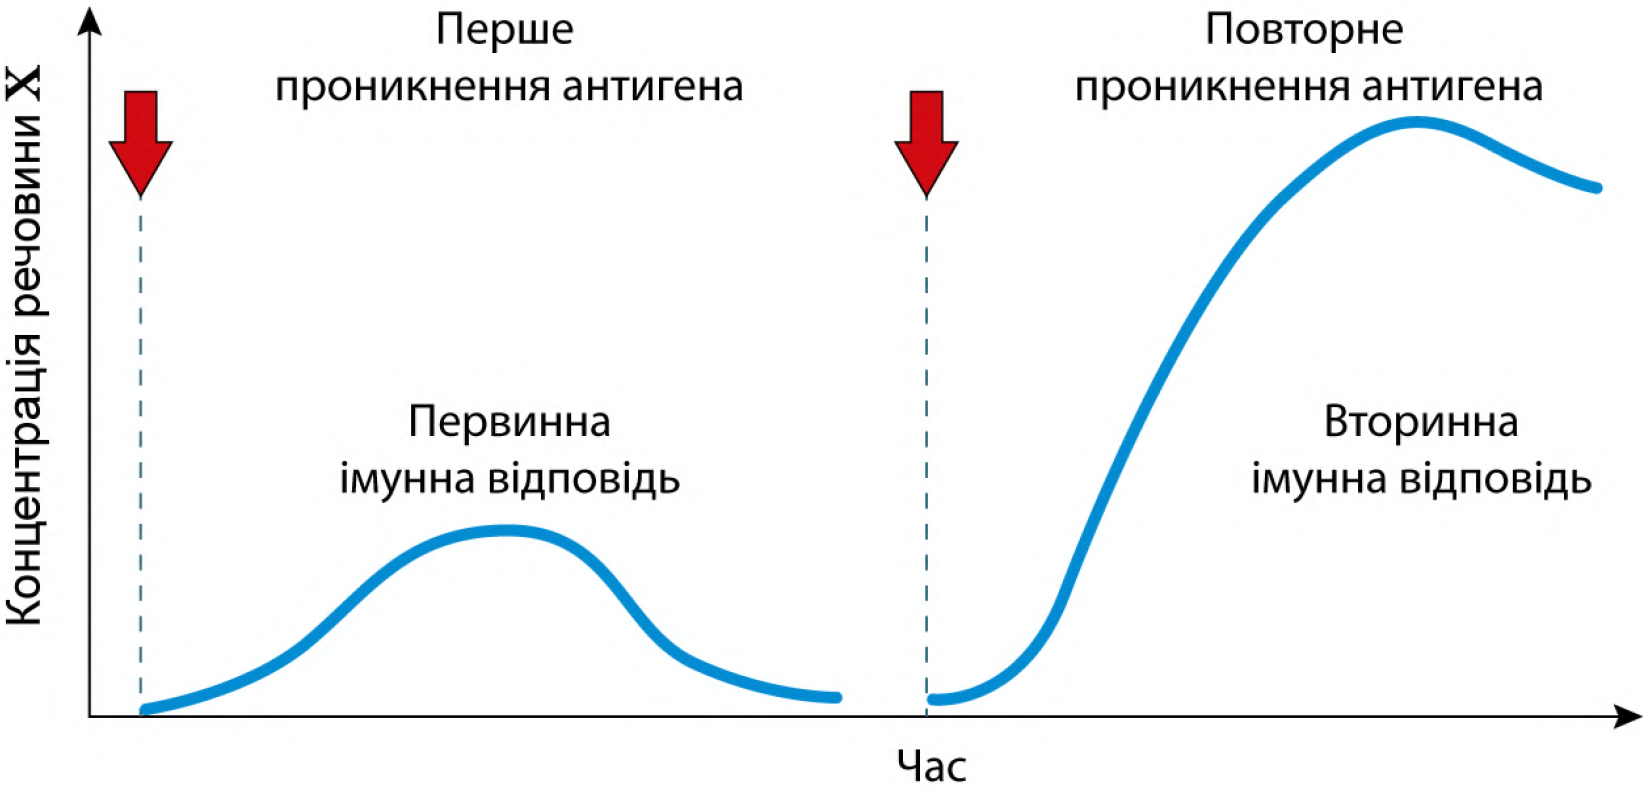 Концентрація речовини X
Перше
проникнення антигена
Повторне
проникнення антигена
Первинна
імунна відповідь
Вторинна
імунна відповідь
Час